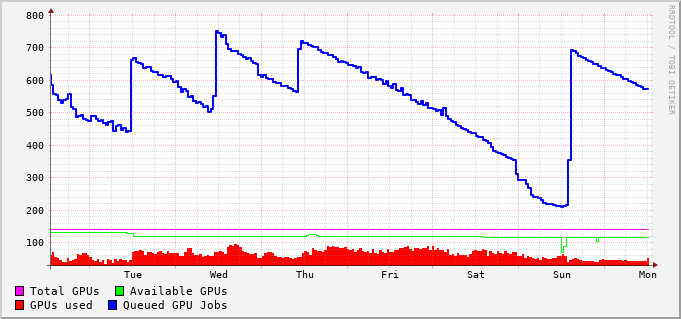 800
700
600
500
400
300
200
100
Tue Wed Thu Fri Sat Sun Mon
Total GPUs Available GPUs
GPUs used Queued GPU Jobs
RRDTOOL / TOBI OETIKER